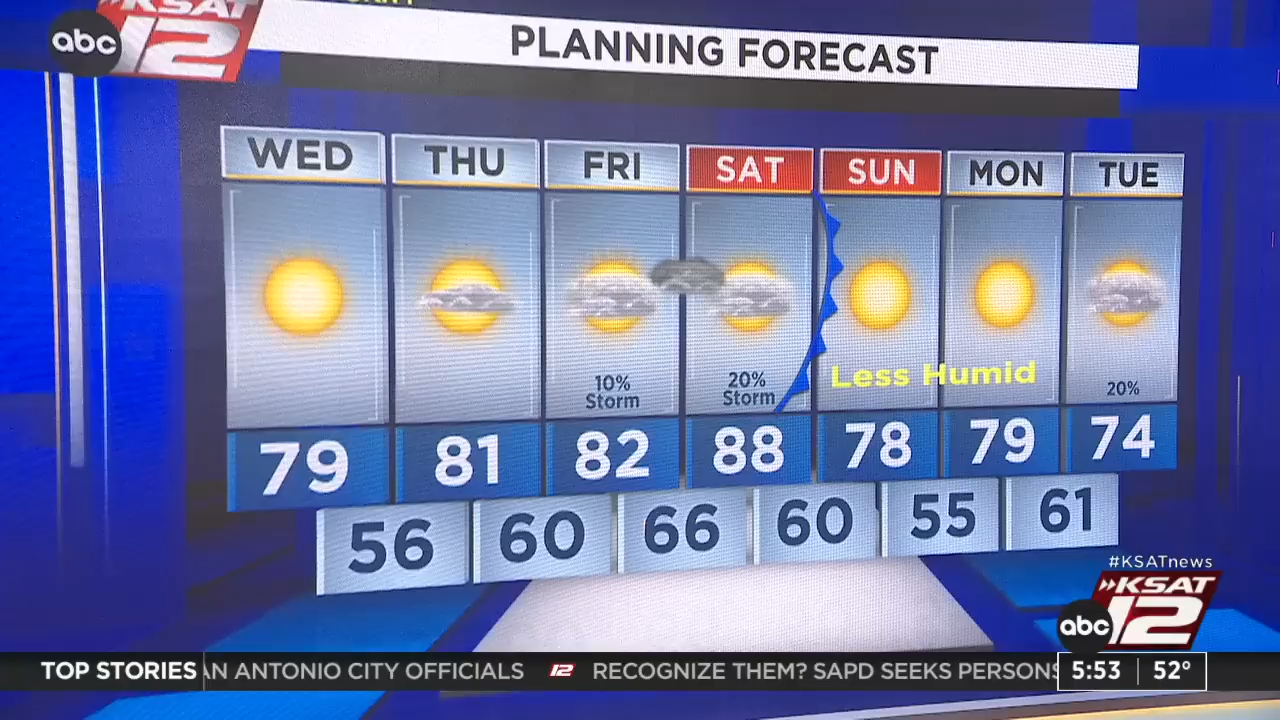 KSAT
abc 12
PLANNING FORECAST
WED THU FRI SAT SUN MON TUE
10% Storm
20% Storm
Less Humid
20%
79 81 82 88 78 79 74
56 60 66 60 55 61
#KSATnews
KSAT
abc 12
TOP STORIES AN ANTONIO CITY OFFICIALS 12 RECOGNIZE THEM? SAPD SEEKS PERSONS 5:53 52°